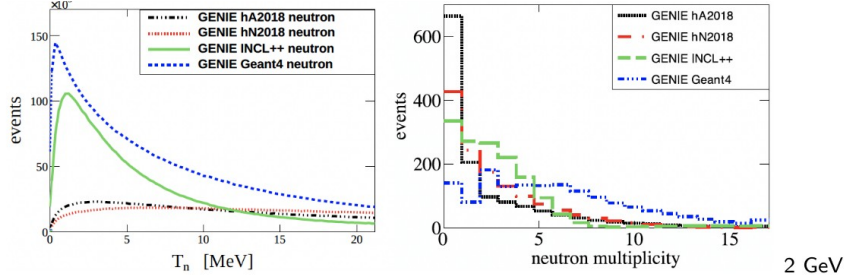 ×10⁻
GENIE hA2018 neutron
GENIE hN2018 neutron
GENIE INCL++ neutron
GENIE Geant4 neutron
150
100
50
0
events
0 5 10 15 20
Tn [MeV]
GENIE hA2018
GENIE hN2018
GENIE INCL++
GENIE Geant4
600
400
200
0
events
0 5 10 15
neutron multiplicity
2 GeV